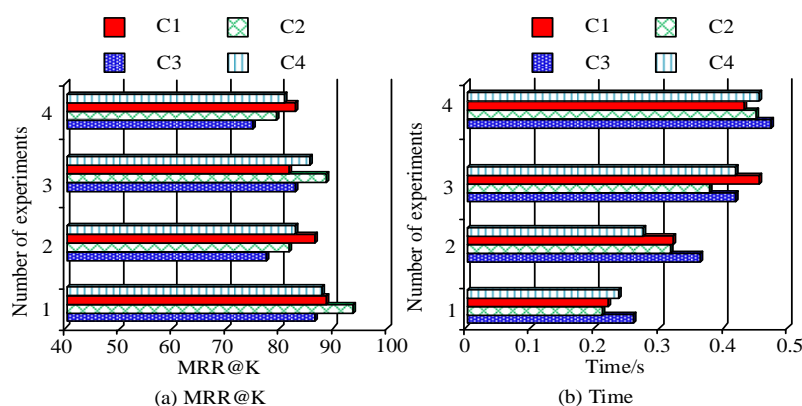 C1 C2
C3 C4
Number of experiments
4
3
2
1
40 50 60 70 80 90 100
MRR@K
(a) MRR@K
C1 C2
C3 C4
Number of experiments
4
3
2
1
0 0.1 0.2 0.3 0.4 0.5
Time/s
(b) Time